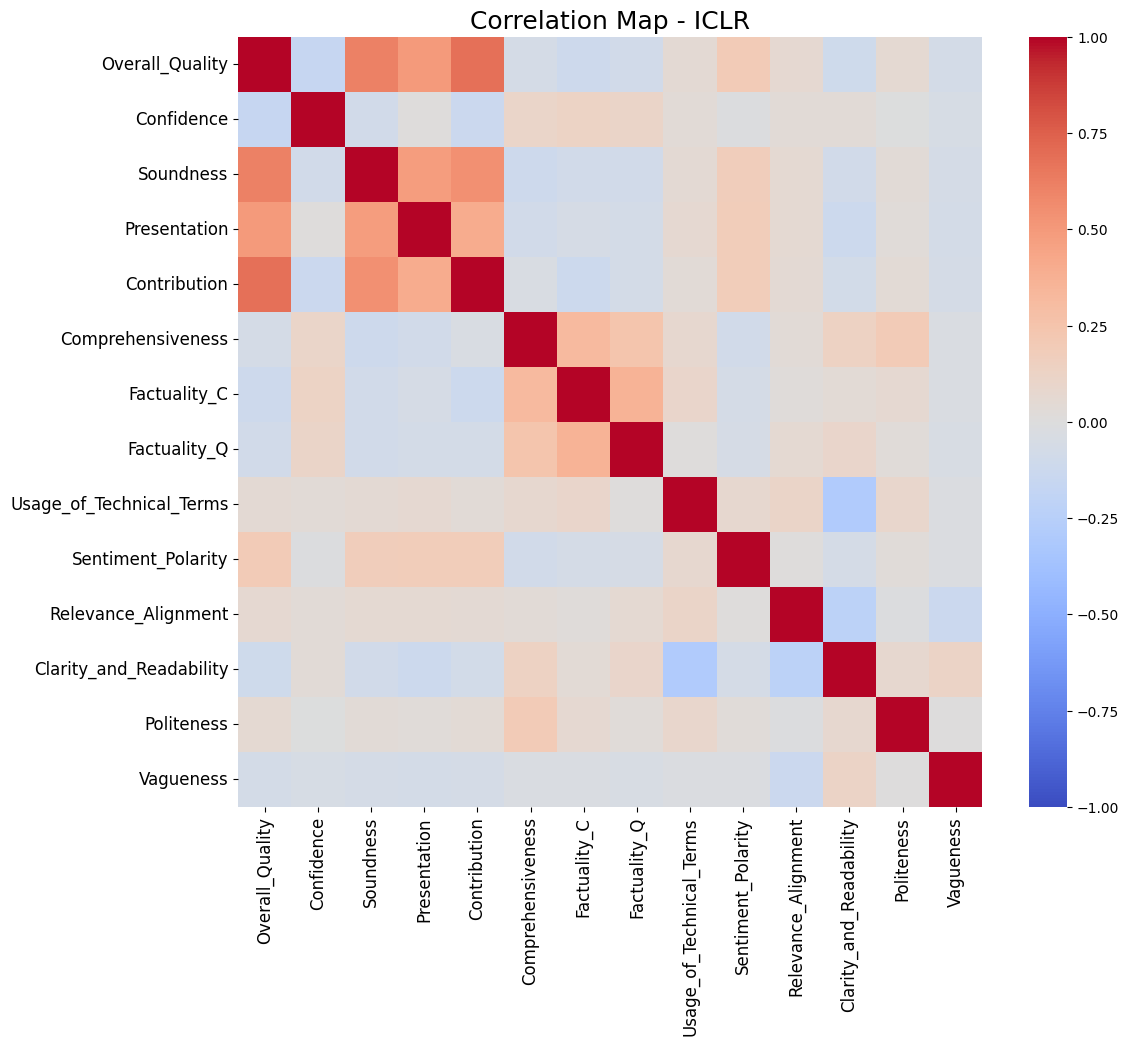 Correlation Map - ICLR
Overall_Quality
Confidence
Soundness
Presentation
Contribution
Comprehensiveness
Factuality_C
Factuality_Q
Usage_of_Technical_Terms
Sentiment_Polarity
Relevance_Alignment
Clarity_and_Readability
Politeness
Vagueness
Overall_Quality
Confidence
Soundness
Presentation
Contribution
Comprehensiveness
Factuality_C
Factuality_Q
Usage_of_Technical_Terms
Sentiment_Polarity
Relevance_Alignment
Clarity_and_Readability
Politeness
Vagueness
1.00
0.75
0.50
0.25
0.00
−0.25
−0.50
−0.75
−1.00